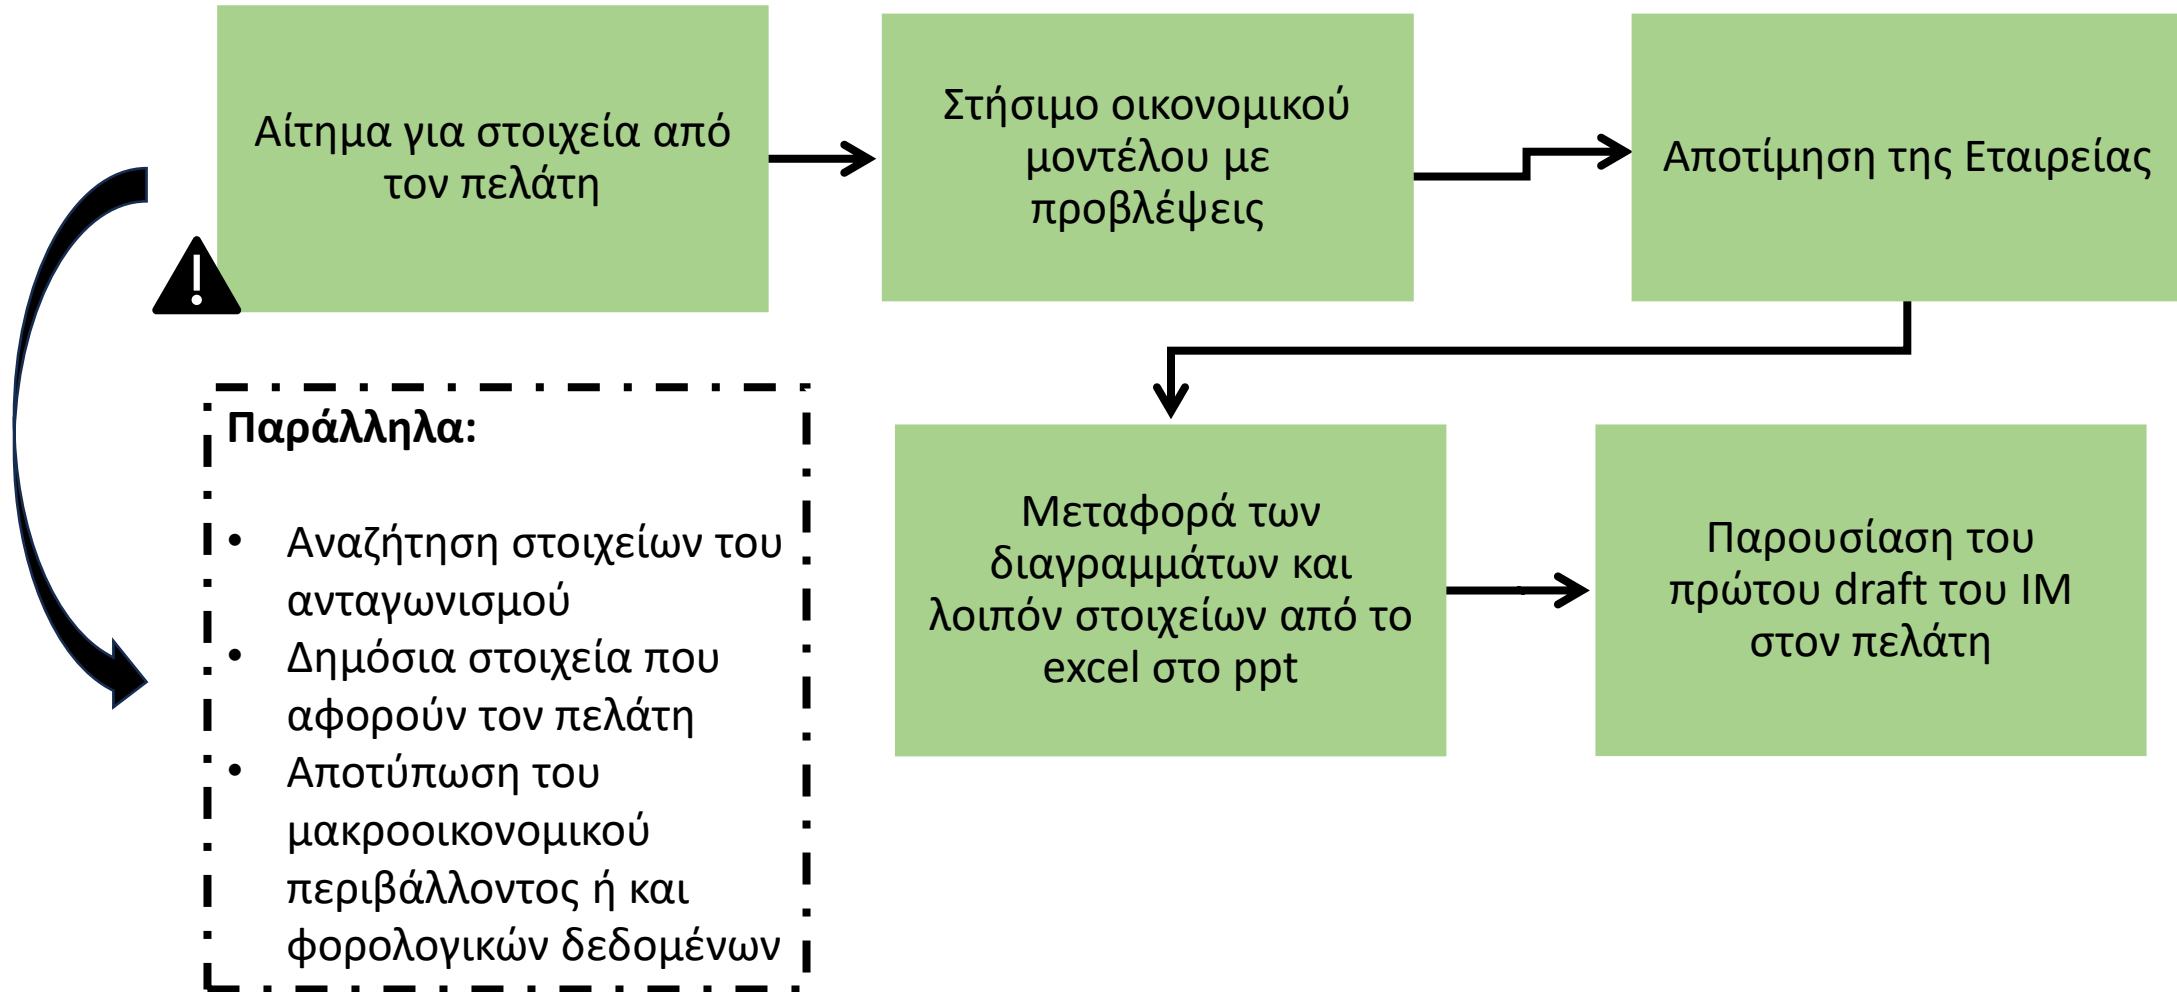 Αίτημα για στοιχεία από
τον πελάτη
Στήσιμο οικονομικού
μοντέλου με
προβλέψεις
Αποτίμηση της Εταιρείας
Παράλληλα:
• Αναζήτηση στοιχείων του
ανταγωνισμού
• Δημόσια στοιχεία που
αφορούν τον πελάτη
• Αποτύπωση του
μακροοικονομικού
περιβάλλοντος ή και
φορολογικών δεδομένων
Μεταφορά των
διαγραμμάτων και
λοιπόν στοιχείων από το
excel στο ppt
Παρουσίαση του
πρώτου draft του IM
στον πελάτη